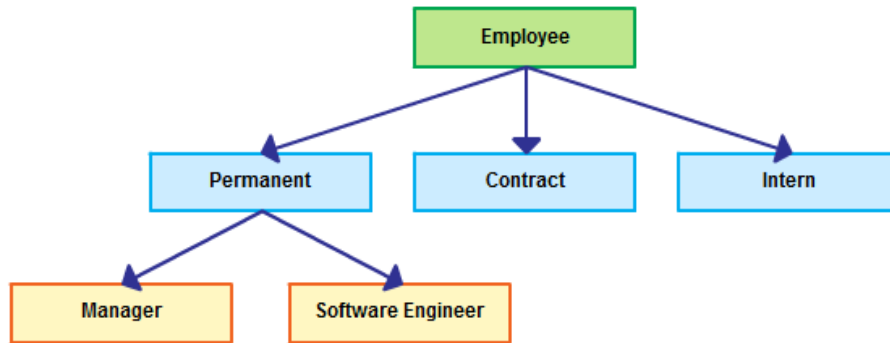 Employee
Permanent
Contract
Intern
Manager
Software Engineer